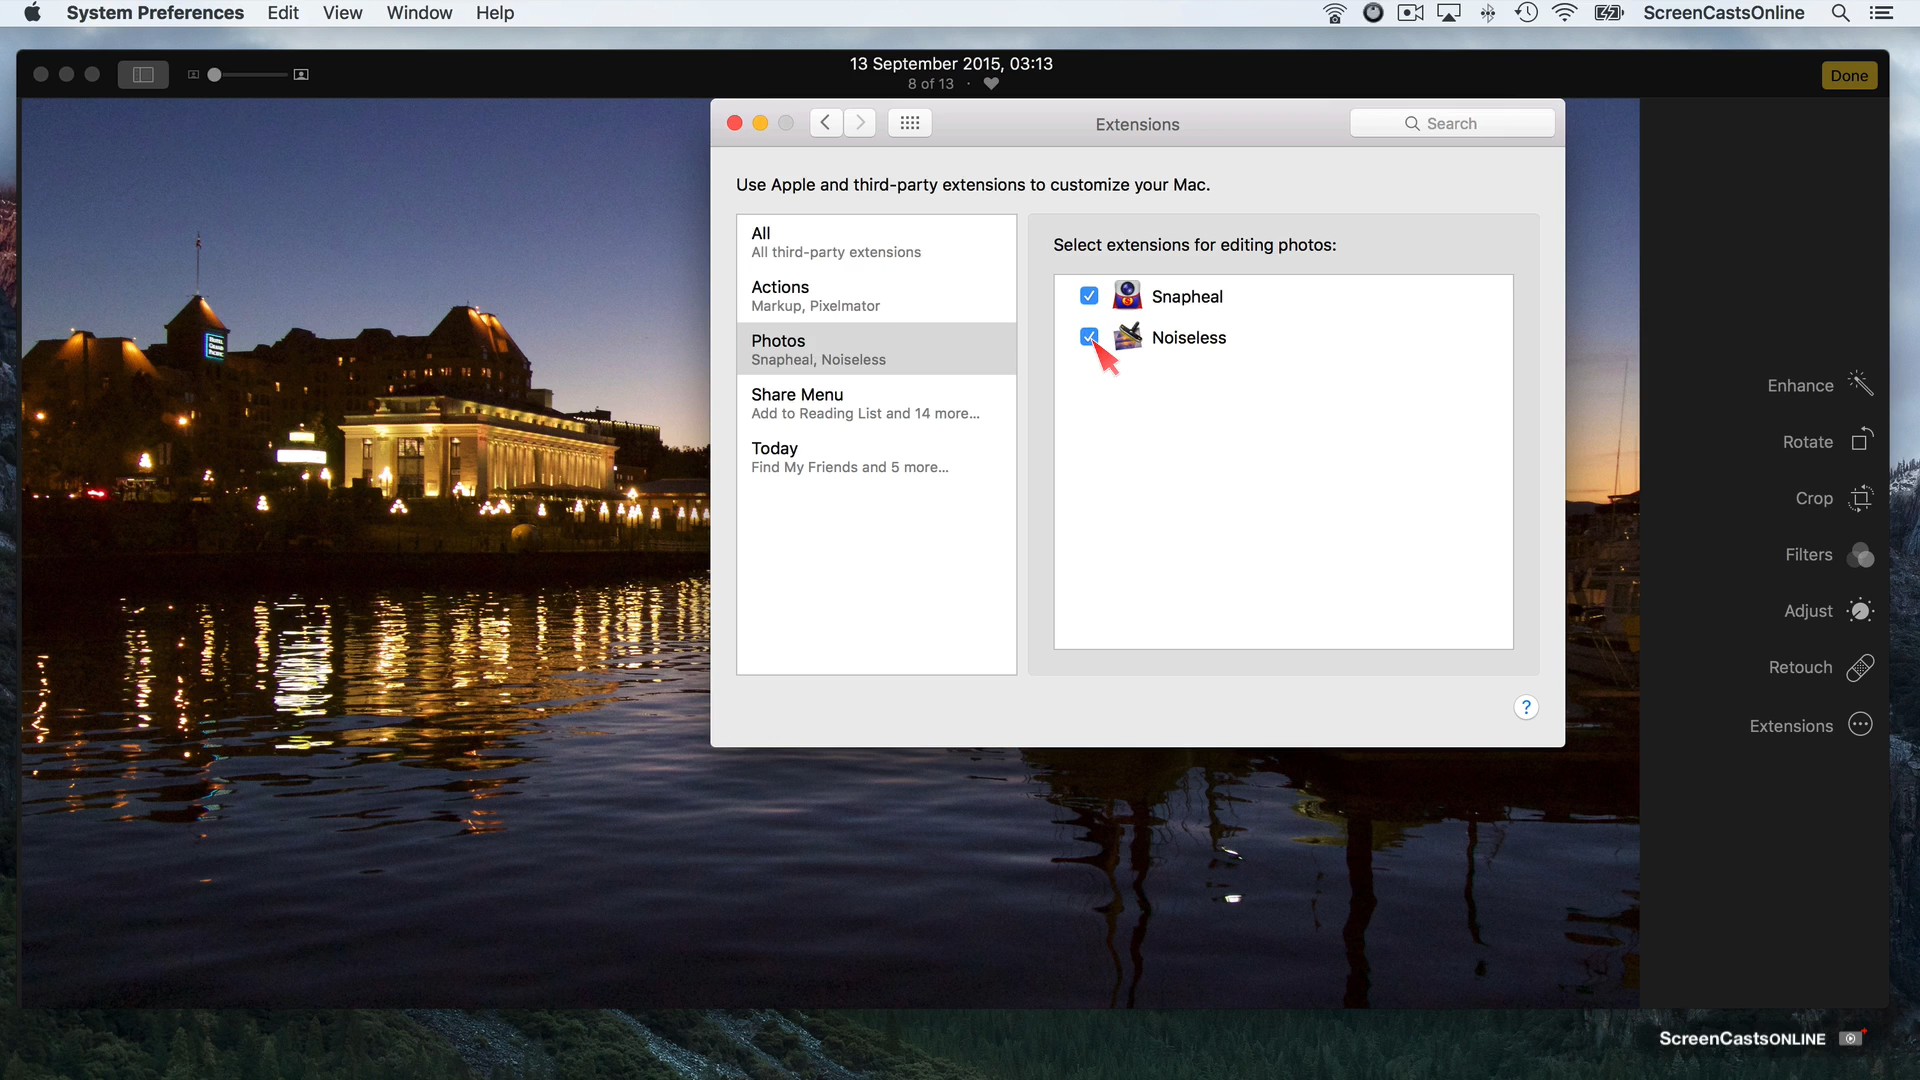 System Preferences Edit View Window Help
ScreenCastsOnline
13 September 2015, 03:13
8 of 13 ·
Done
Extensions
Search
Use Apple and third-party extensions to customize your Mac.
All
All third-party extensions
Actions
Markup, Pixelmator
Photos
Snapheal, Noiseless
Share Menu
Add to Reading List and 14 more...
Today
Find My Friends and 5 more...
Select extensions for editing photos:
Snapheal
Noiseless
?
Enhance
Rotate
Crop
Filters
Adjust
Retouch
Extensions
HOTEL
GRAND
PACIFIC
ScreenCastsONLINE